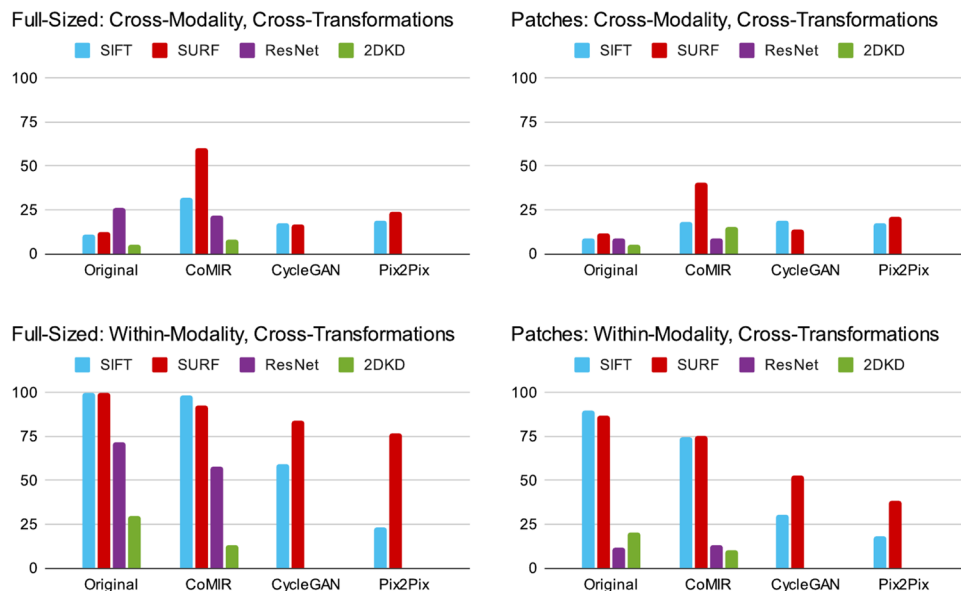 Full-Sized: Cross-Modality, Cross-Transformations
SIFT SURF ResNet 2DKD
100
75
50
25
0
Original CoMIR CycleGAN Pix2Pix
Patches: Cross-Modality, Cross-Transformations
SIFT SURF ResNet 2DKD
100
75
50
25
0
Original CoMIR CycleGAN Pix2Pix
Full-Sized: Within-Modality, Cross-Transformations
SIFT SURF ResNet 2DKD
100
75
50
25
0
Original CoMIR CycleGAN Pix2Pix
Patches: Within-Modality, Cross-Transformations
SIFT SURF ResNet 2DKD
100
75
50
25
0
Original CoMIR CycleGAN Pix2Pix